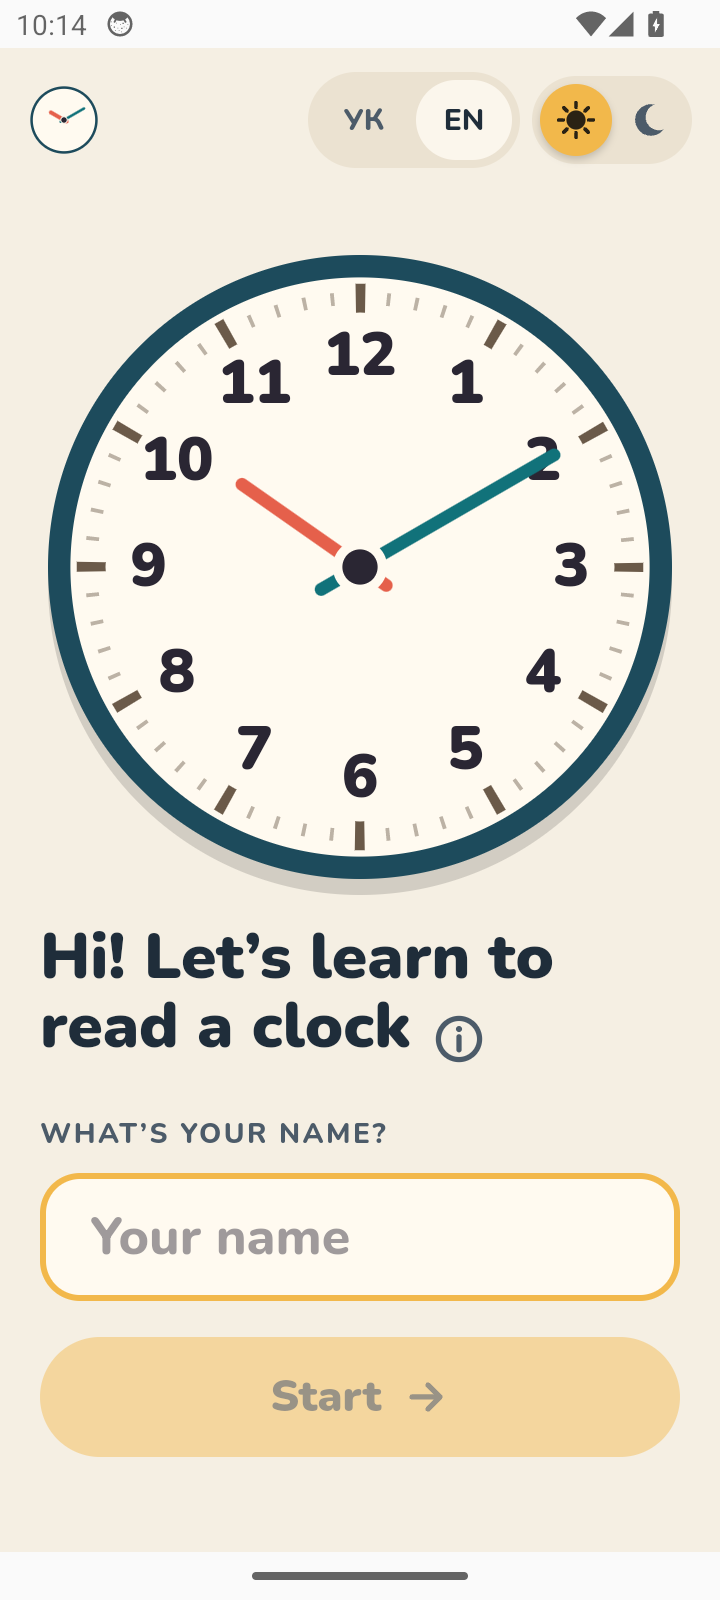 10:14
УК EN
12
11 1
10 2
9 3
8 4
7 5
6
Hi! Let’s learn to
read a clock
WHAT’S YOUR NAME?
Your name
Start →